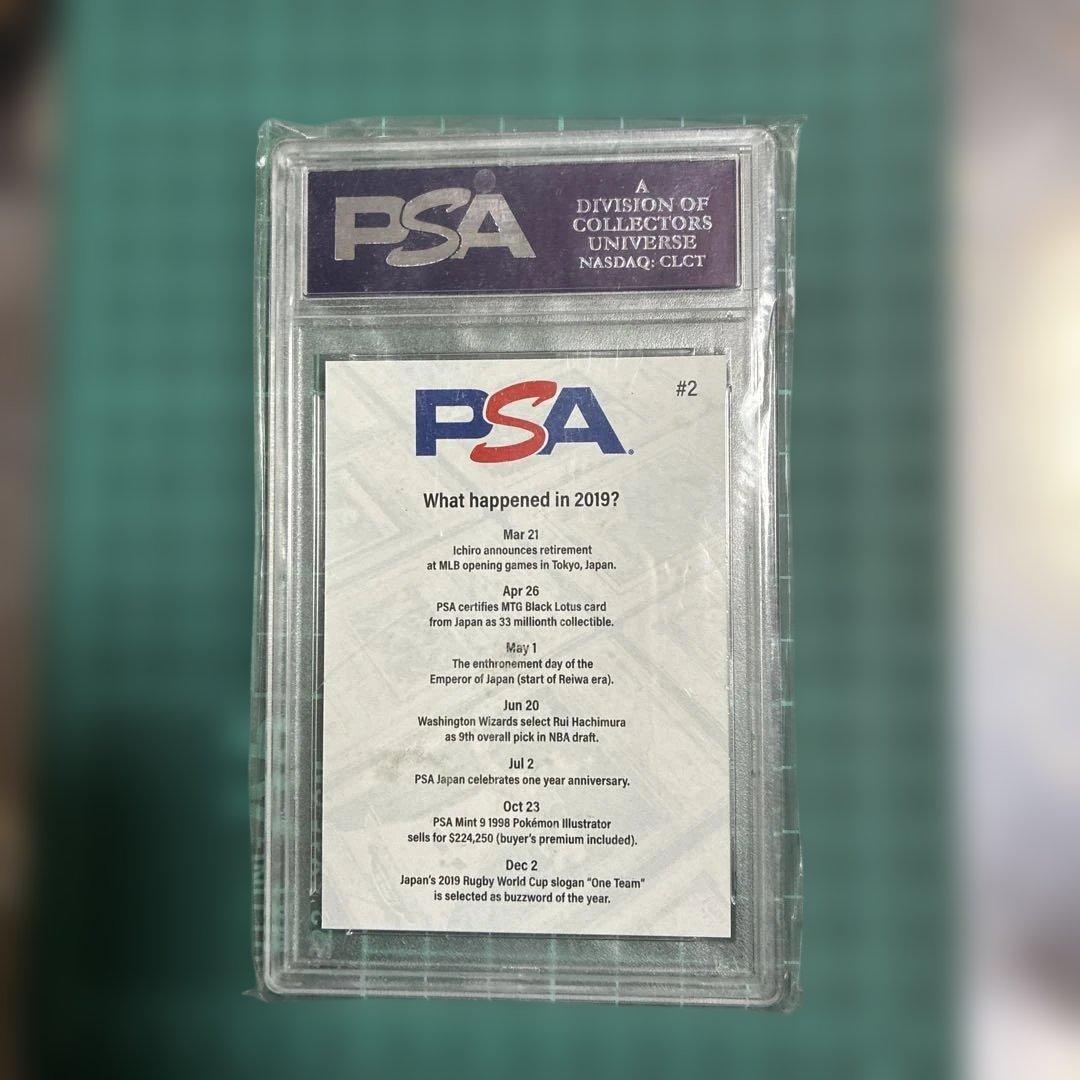 PSA
A
DIVISION OF
COLLECTORS
UNIVERSE
NASDAQ: CLCT
#2
PSA
What happened in 2019?
Mar 21
Ichiro announces retirement
at MLB opening games in Tokyo, Japan.
Apr 26
PSA certifies MTG Black Lotus card
from Japan as 33 millionth collectible.
May 1
The enthronement day of the
Emperor of Japan (start of Reiwa era).
Jun 20
Washington Wizards select Rui Hachimura
as 9th overall pick in NBA draft.
Jul 2
PSA Japan celebrates one year anniversary.
Oct 23
PSA Mint 9 1998 Pokémon Illustrator
sells for $224,250 (buyer's premium included).
Dec 2
Japan's 2019 Rugby World Cup slogan "One Team"
is selected as buzzword of the year.